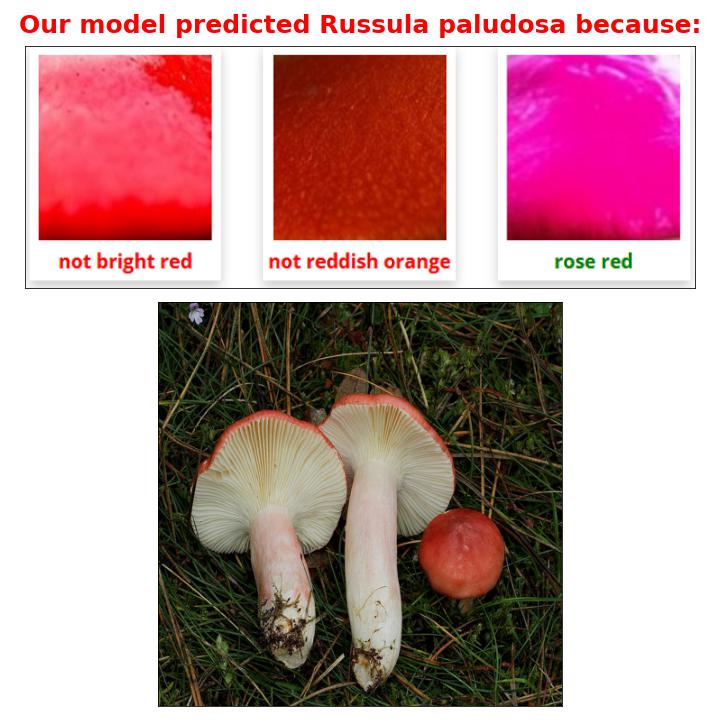 Our model predicted Russula paludosa because:
not bright red
not reddish orange
rose red